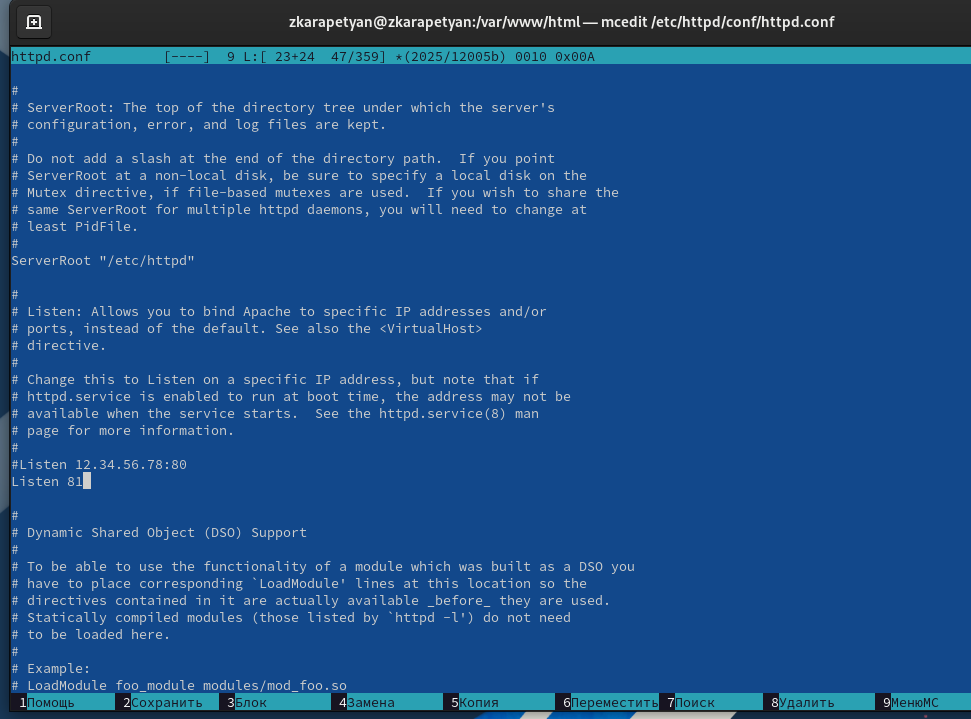 zkarapetyan@zkarapetyan:/var/www/html — mcedit /etc/httpd/conf/httpd.conf
httpd.conf [----] 9 L:[ 23+24 47/359] *(2025/12005b) 0010 0x00A
#
# ServerRoot: The top of the directory tree under which the server's
# configuration, error, and log files are kept.
#
# Do not add a slash at the end of the directory path.  If you point
# ServerRoot at a non-local disk, be sure to specify a local disk on the
# Mutex directive, if file-based mutexes are used.  If you wish to share the
# same ServerRoot for multiple httpd daemons, you will need to change at
# least PidFile.
#
ServerRoot "/etc/httpd"
#
# Listen: Allows you to bind Apache to specific IP addresses and/or
# ports, instead of the default. See also the <VirtualHost>
# directive.
#
# Change this to Listen on a specific IP address, but note that if
# httpd.service is enabled to run at boot time, the address may not be
# available when the service starts.  See the httpd.service(8) man
# page for more information.
#
#Listen 12.34.56.78:80
Listen 81
#
# Dynamic Shared Object (DSO) Support
#
# To be able to use the functionality of a module which was built as a DSO you
# have to place corresponding `LoadModule' lines at this location so the
# directives contained in it are actually available _before_ they are used.
# Statically compiled modules (those listed by `httpd -l') do not need
# to be loaded here.
#
# Example:
# LoadModule foo_module modules/mod_foo.so
1Помощь 2Сохранить 3Блок 4Замена 5Копия 6Переместить 7Поиск 8Удалить 9МенюМС